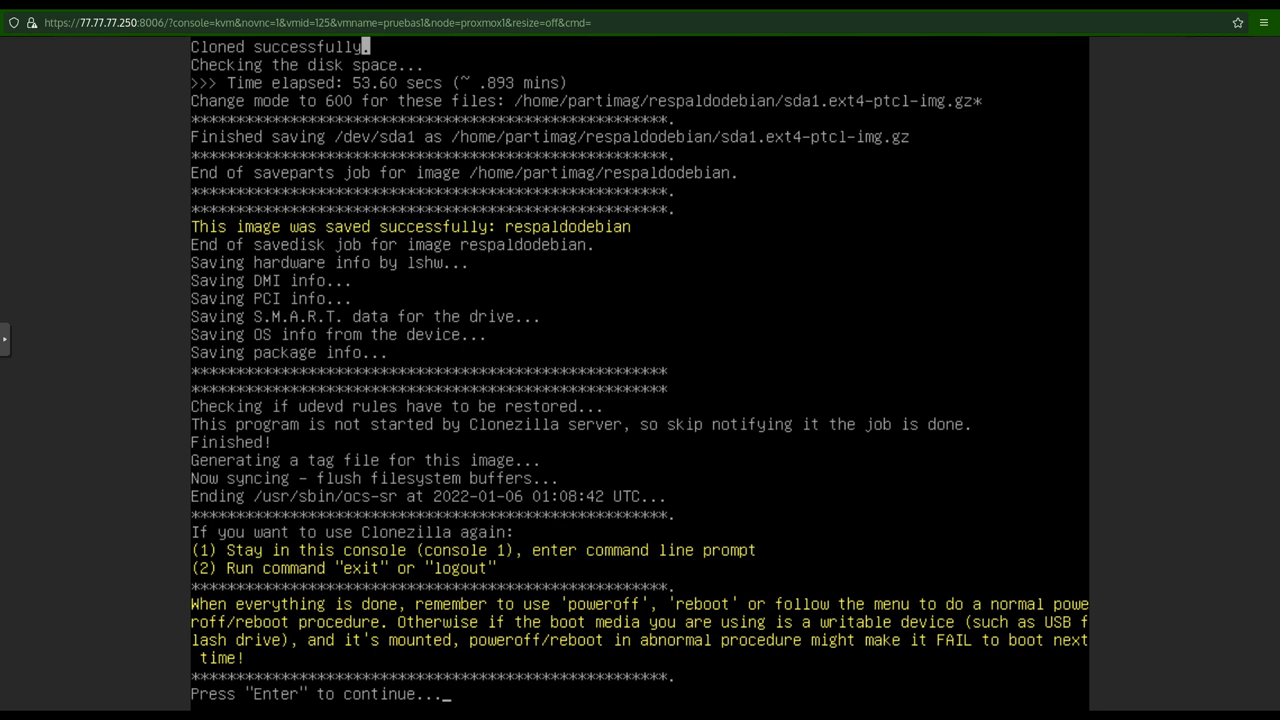 https://77.77.77.250:8006/?console=kvm&novnc=1&vmid=125&vmname=pruebas1&node=proxmox1&resize=off&cmd=
Cloned successfully.
Checking the disk space...
>>> Time elapsed: 53.60 secs (~ .893 mins)
Change mode to 600 for these files: /home/partimag/respaldodebian/sda1.ext4-ptcl-img.gz*
*****************************************************.
Finished saving /dev/sda1 as /home/partimag/respaldodebian/sda1.ext4-ptcl-img.gz
*****************************************************.
End of saveparts job for image /home/partimag/respaldodebian.
*****************************************************.
*****************************************************.
This image was saved successfully: respaldodebian
End of savedisk job for image respaldodebian.
Saving hardware info by lshw...
Saving DMI info...
Saving PCI info...
Saving S.M.A.R.T. data for the drive...
Saving OS info from the device...
Saving package info...
*****************************************************
*****************************************************
Checking if udevd rules have to be restored...
This program is not started by Clonezilla server, so skip notifying it the job is done.
Finished!
Generating a tag file for this image...
Now syncing - flush filesystem buffers...
Ending /usr/sbin/ocs-sr at 2022-01-06 01:08:42 UTC...
*****************************************************.
If you want to use Clonezilla again:
(1) Stay in this console (console 1), enter command line prompt
(2) Run command "exit" or "logout"
*****************************************************.
When everything is done, remember to use 'poweroff', 'reboot' or follow the menu to do a normal powe
roff/reboot procedure. Otherwise if the boot media you are using is a writable device (such as USB f
lash drive), and it's mounted, poweroff/reboot in abnormal procedure might make it FAIL to boot next
 time!
*****************************************************.
Press "Enter" to continue..._